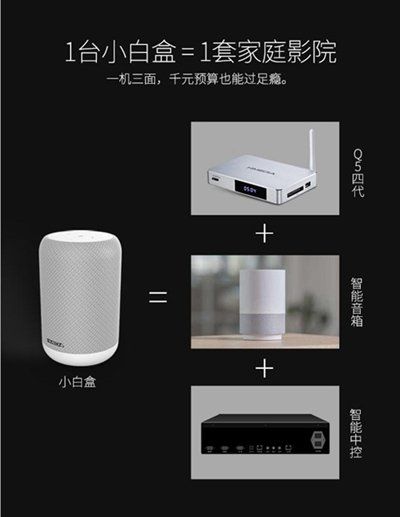 1台小白盒 = 1套家庭影院
一机三面，千元预算也能过足瘾。
Q5四代
05:04
+
智能音箱
=
小白盒
+
智能中控